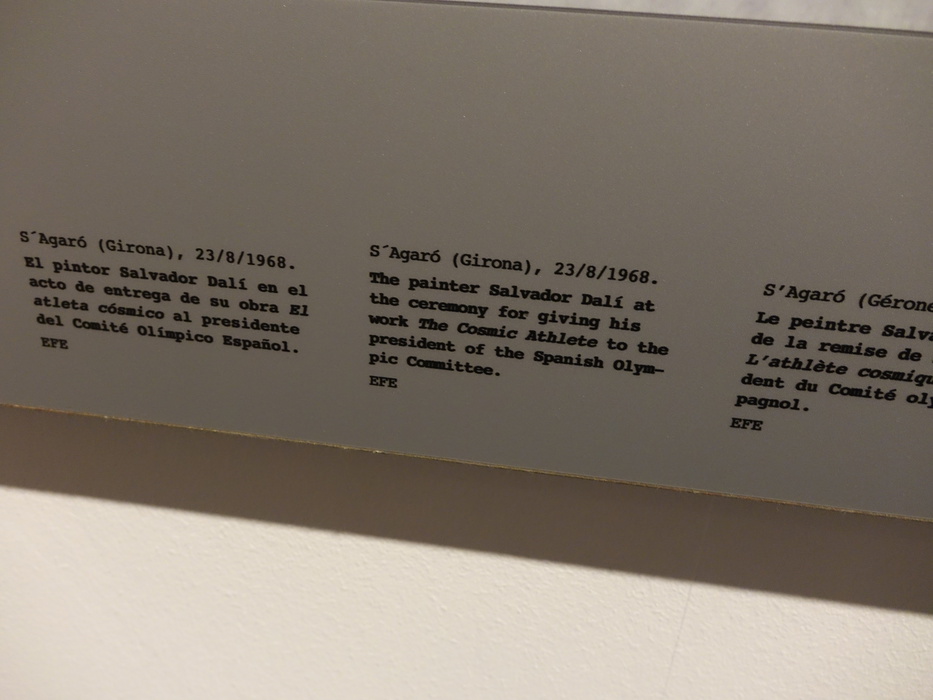 S´Agaró (Girona), 23/8/1968.
El pintor Salvador Dalí en el
acto de entrega de su obra El
atleta cósmico al presidente
del Comité Olímpico Español.
EFE
S´Agaró (Girona), 23/8/1968.
The painter Salvador Dalí at
the ceremony for giving his
work The Cosmic Athlete to the
president of the Spanish Olym-
pic Committee.
EFE
S'Agaró (Gérone
Le peintre Salva
de la remise de
L'athlète cosmiqu
dent du Comité oly
pagnol.
EFE